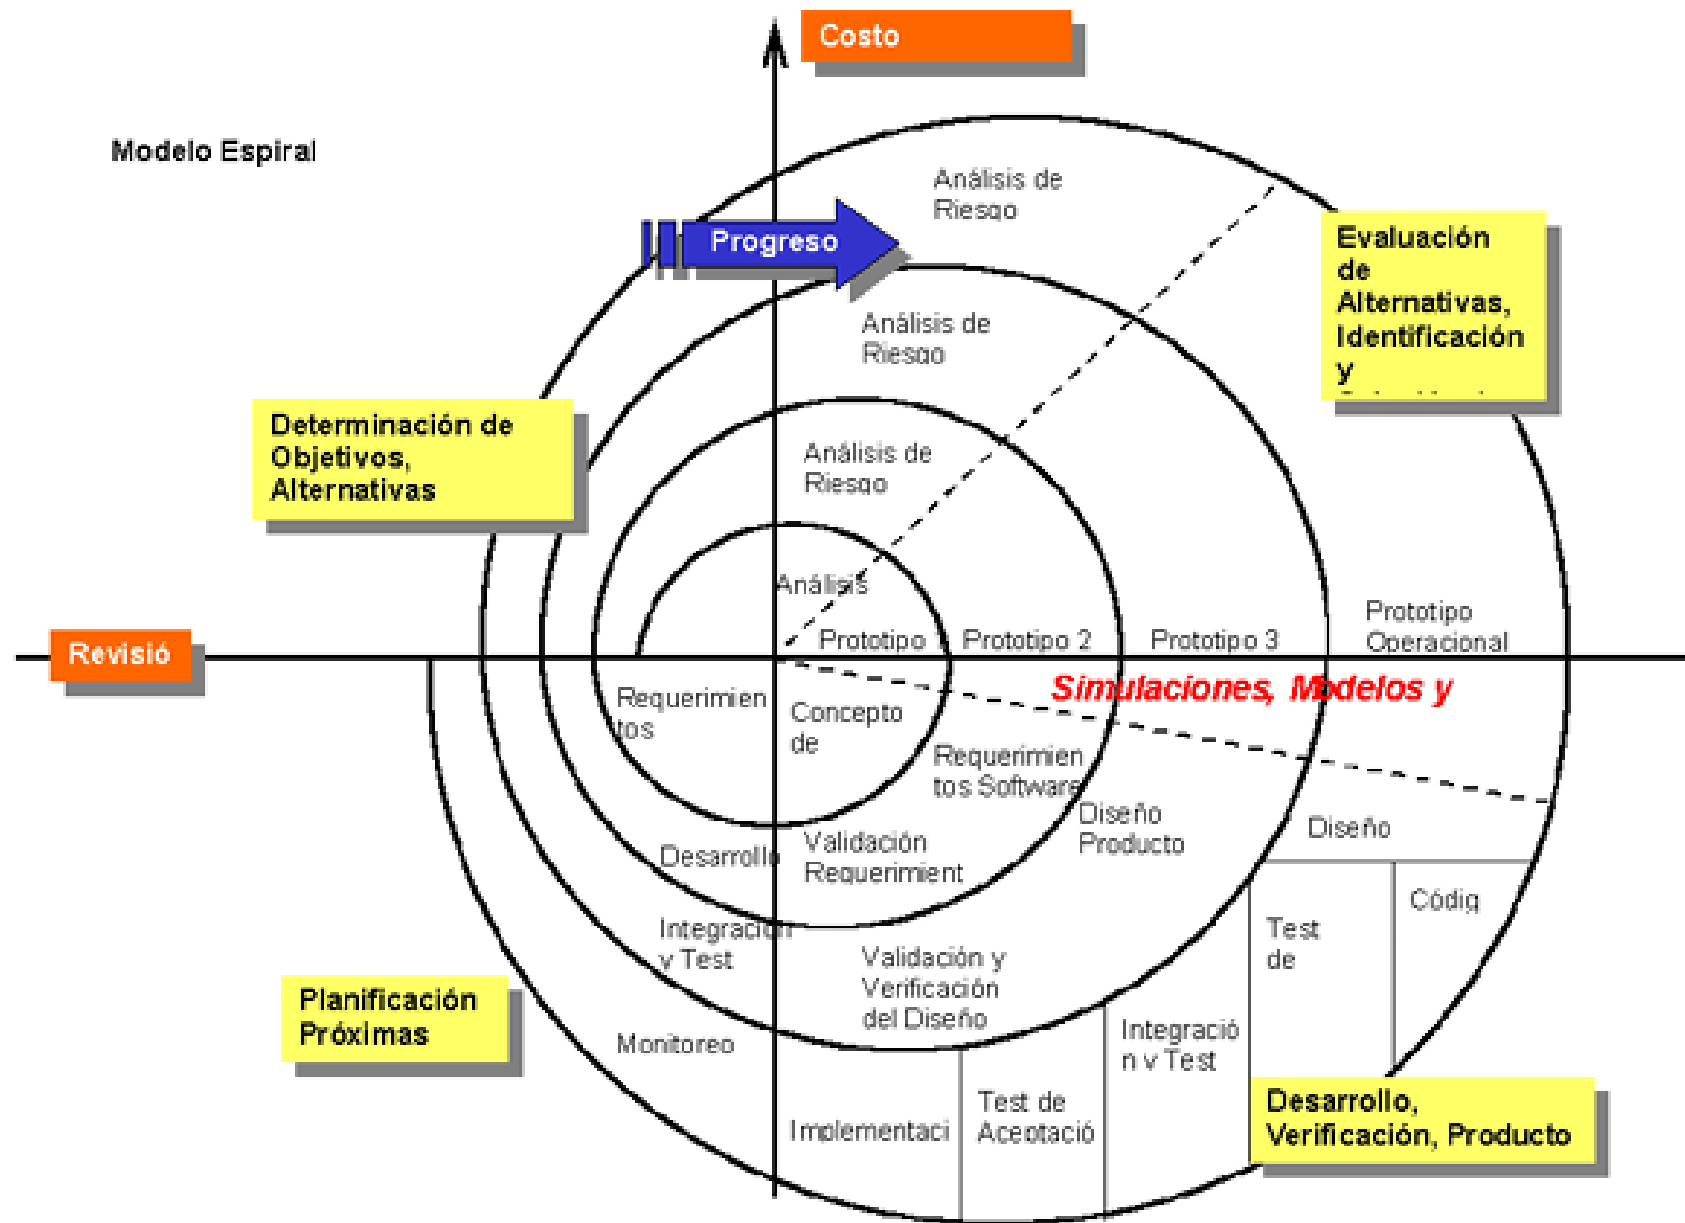 Costo
Modelo Espiral
Análisis de
Riesgo
Progreso
Evaluación
de
Alternativas,
Identificación
y
Análisis de
Riesgo
Determinación de
Objetivos,
Alternativas
Análisis de
Riesgo
Análisis
Prototipo
Prototipo 2
Prototipo 3
Prototipo
Operacional
Revisió
Simulaciones, Modelos y
Requerimien
tos
Concepto
de
Requerimien
tos Software
Diseño
Producto
Diseño
Desarrollo
Validación
Requerimient
Códig
Test
de
Integración
y Test
Validación y
Verificación
del Diseño
Planificación
Próximas
Monitoreo
Integració
n y Test
Implementaci
Test de
Aceptació
Desarrollo,
Verificación, Producto